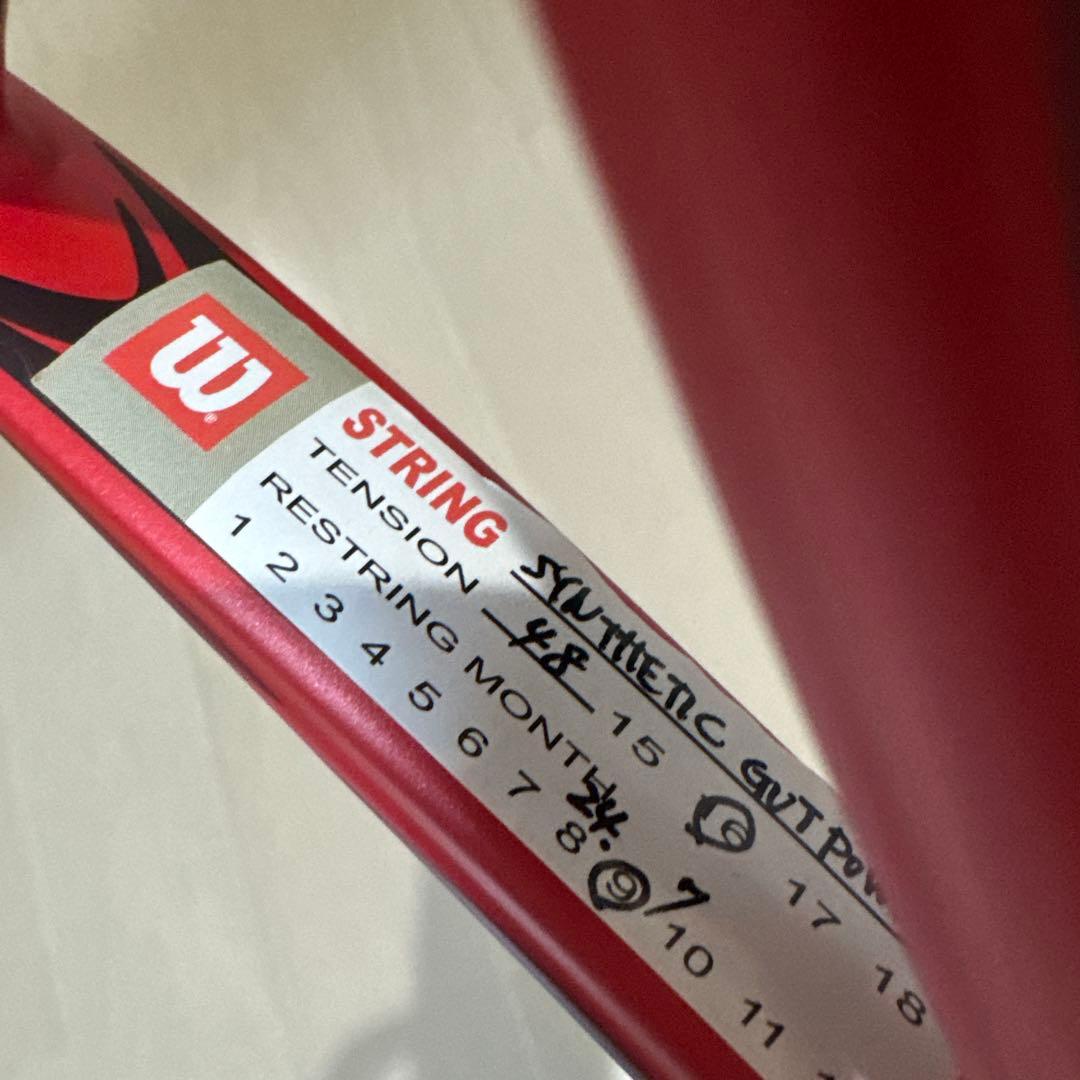 W
STRING SYNTHETIC GUT POW
TENSION 48 15 16 17 18
RESTRING MONTH 24.
1 2 3 4 5 6 7 8 9/7 10 11